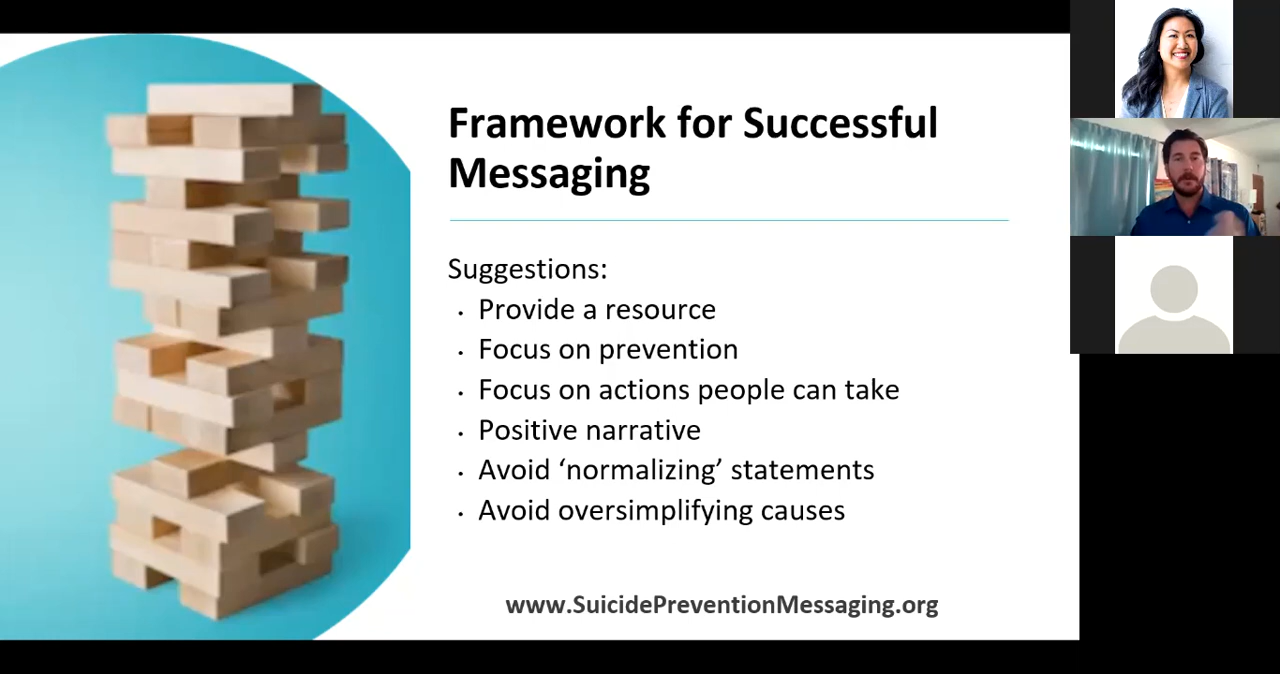 Framework for Successful
Messaging
Suggestions:
· Provide a resource
· Focus on prevention
· Focus on actions people can take
· Positive narrative
· Avoid ‘normalizing’ statements
· Avoid oversimplifying causes
www.SuicidePreventionMessaging.org